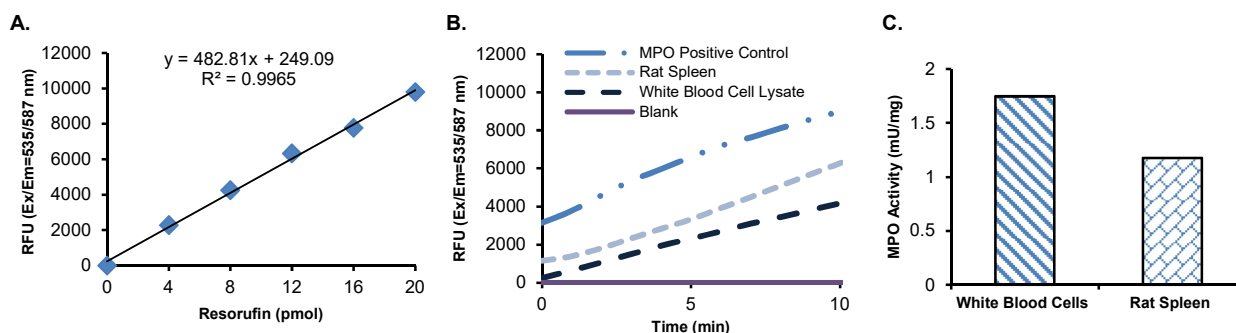 A.
RFU (Ex/Em=535/587 nm)
12000
10000
8000
6000
4000
2000
0
y = 482.81x + 249.09
R² = 0.9965
0 4 8 12 16 20
Resorufin (pmol)
B.
RFU (Ex/Em=535/587 nm)
12000
10000
8000
6000
4000
2000
0
MPO Positive Control
Rat Spleen
White Blood Cell Lysate
Blank
0 5 10
Time (min)
C.
MPO Activity (mU/mg)
2
1.5
1
0.5
0
White Blood Cells Rat Spleen